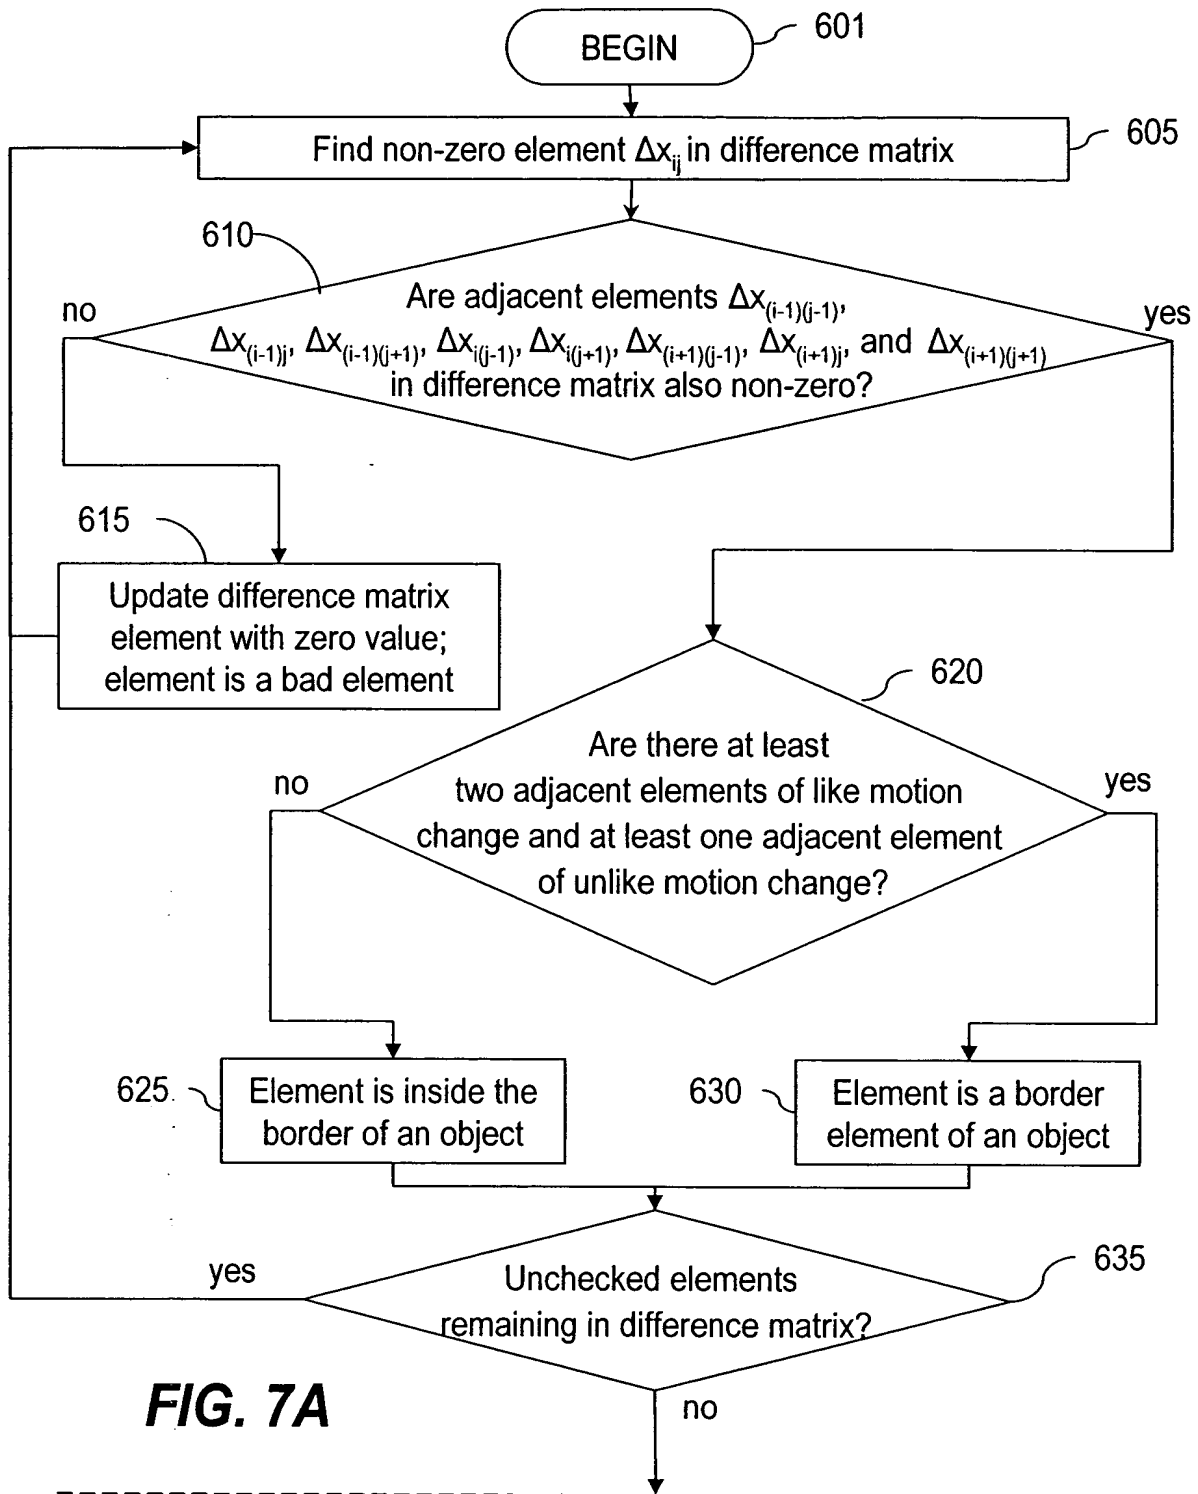 BEGIN
601
Find non-zero element Δx_ij in difference matrix
605
610
no
yes
Are adjacent elements Δx_(i-1)(j-1),
Δx_(i-1)j, Δx_(i-1)(j+1), Δx_i(j-1), Δx_i(j+1), Δx_(i+1)(j-1), Δx_(i+1)j, and Δx_(i+1)(j+1)
in difference matrix also non-zero?
615
Update difference matrix
element with zero value;
element is a bad element
620
no
yes
Are there at least
two adjacent elements of like motion
change and at least one adjacent element
of unlike motion change?
625
Element is inside the
border of an object
630
Element is a border
element of an object
yes
635
Unchecked elements
remaining in difference matrix?
no
FIG. 7A